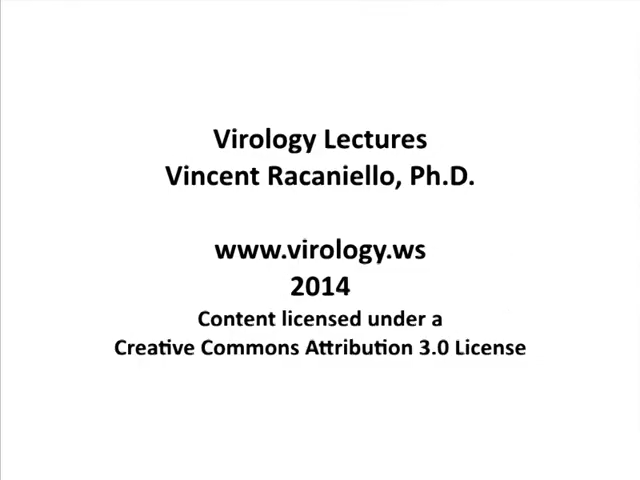 Virology Lectures
Vincent Racaniello, Ph.D.
www.virology.ws
2014
Content licensed under a
Creative Commons Attribution 3.0 License